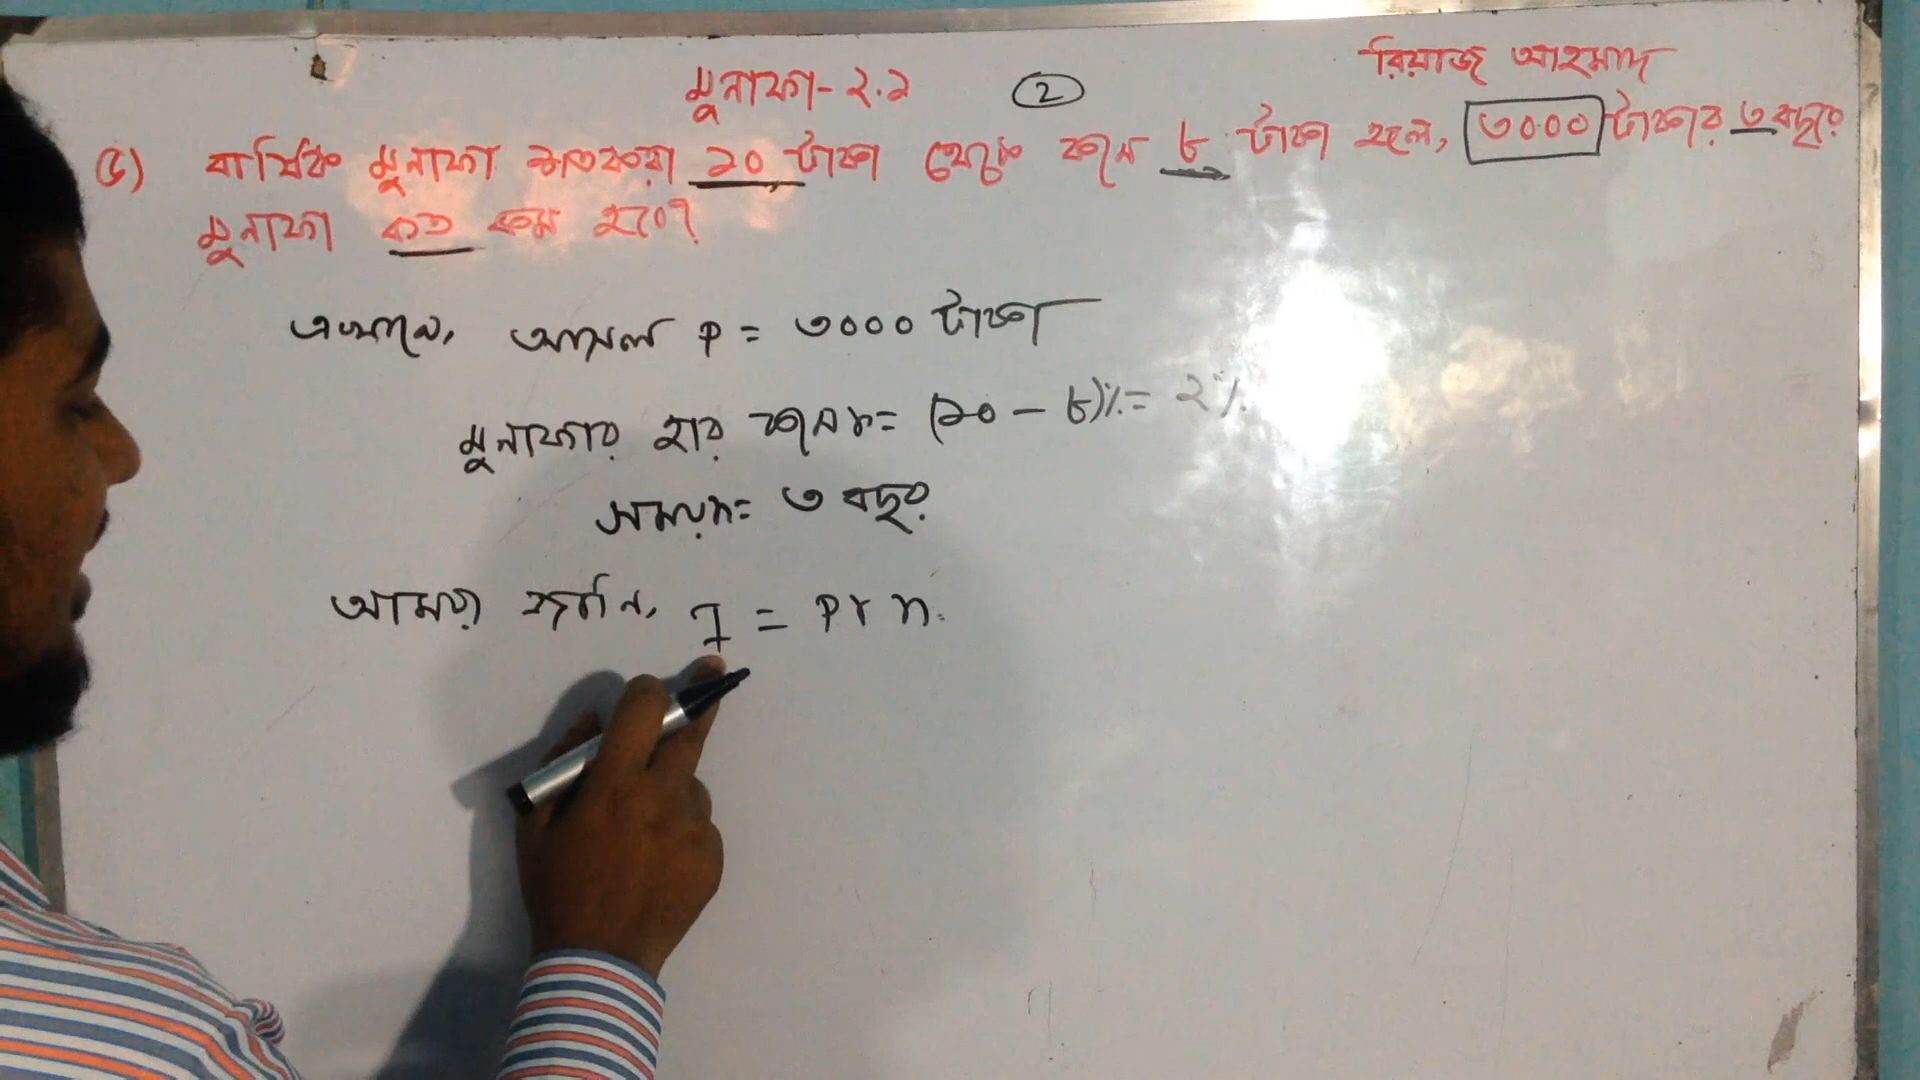 রিয়াজ আহমাদ
মুনাফা-২.১ 2
৫) বার্ষিক মুনাফা শতকরা ১০ টাকা থেকে কমে ৮ টাকা হলে, ৩০০০ টাকার ৩ বছরে
মুনাফা কত কম হবে?
এখানে, আসল P = ৩০০০ টাকা
মুনাফার হার r = (১০ - ৮)% = ২%
সময় n = ৩ বছর
আমরা জানি, I = Prn